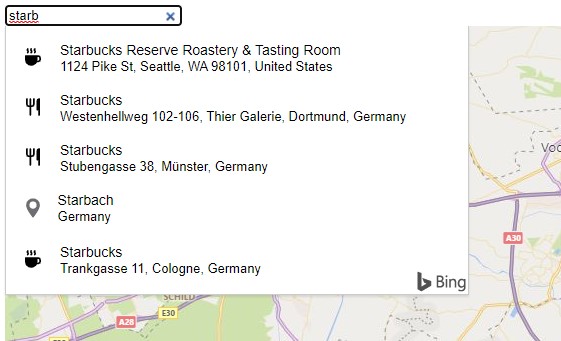 starb
Starbucks Reserve Roastery & Tasting Room
1124 Pike St, Seattle, WA 98101, United States
Starbucks
Westenhellweg 102-106, Thier Galerie, Dortmund, Germany
Starbucks
Stubengasse 38, Münster, Germany
Starbach
Germany
Starbucks
Trankgasse 11, Cologne, Germany
Bing
A30
SCHILD
E30
A28
E30